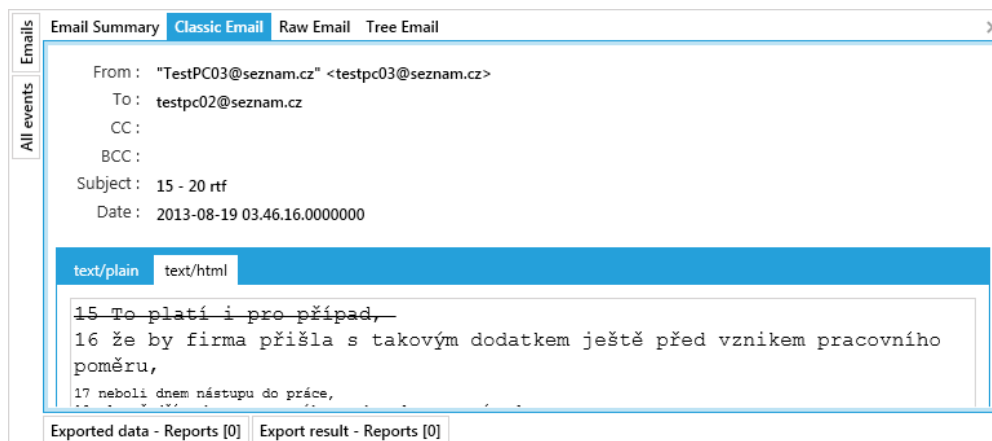 Emails
All events
Email Summary Classic Email Raw Email Tree Email
From : "TestPC03@seznam.cz" <testpc03@seznam.cz>
To : testpc02@seznam.cz
CC :
BCC :
Subject : 15 - 20 rtf
Date : 2013-08-19 03.46.16.0000000
text/plain text/html
15 To platí i pro případ,
16 že by firma přišla s takovým dodatkem ještě před vznikem pracovního
poměru,
17 neboli dnem nástupu do práce,
Exported data - Reports [0] Export result - Reports [0]